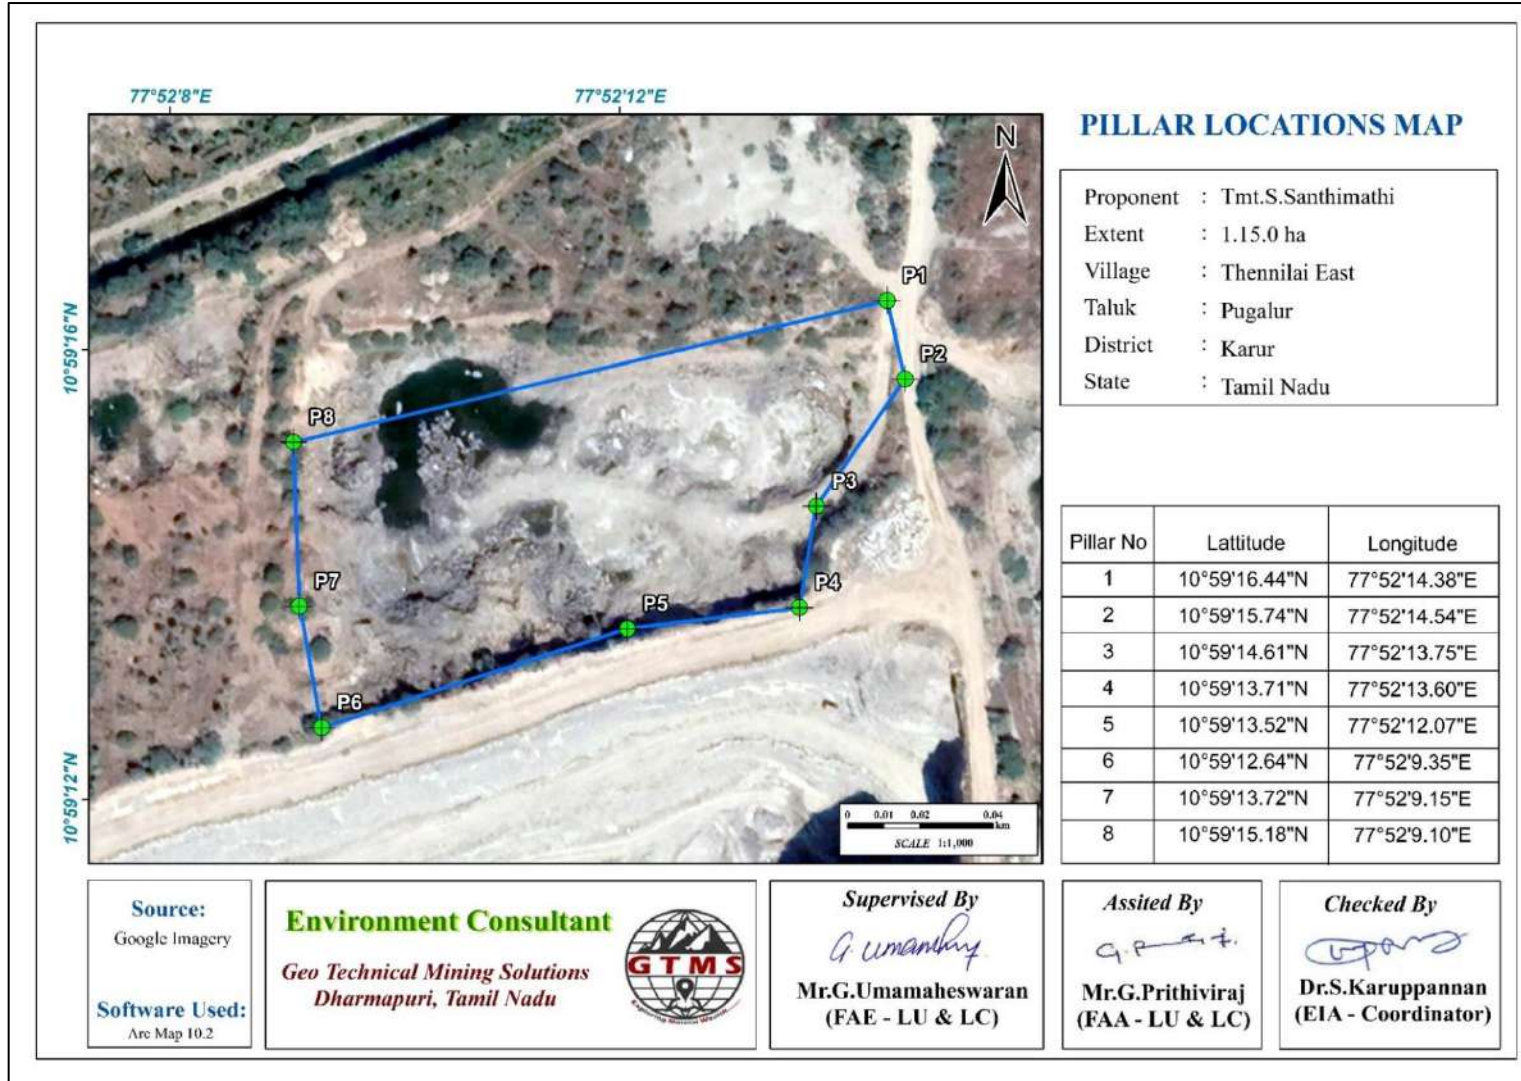 77°52'8"E
77°52'12"E
10°59'16"N
10°59'12"N
N
P1
P2
P3
P4
P5
P6
P7
P8
0 0.01 0.02 0.04
km
SCALE 1:1,000
PILLAR LOCATIONS MAP
Proponent : Tmt.S.Santhimathi
Extent : 1.15.0 ha
Village : Thennilai East
Taluk : Pugalur
District : Karur
State : Tamil Nadu
Pillar No Lattitude Longitude
1 10°59'16.44"N 77°52'14.38"E
2 10°59'15.74"N 77°52'14.54"E
3 10°59'14.61"N 77°52'13.75"E
4 10°59'13.71"N 77°52'13.60"E
5 10°59'13.52"N 77°52'12.07"E
6 10°59'12.64"N 77°52'9.35"E
7 10°59'13.72"N 77°52'9.15"E
8 10°59'15.18"N 77°52'9.10"E
Source:
Google Imagery
Software Used:
Arc Map 10.2
Environment Consultant
Geo Technical Mining Solutions
Dharmapuri, Tamil Nadu
GTMS
Supervised By
G. Umamhy.
Mr.G.Umamaheswaran
(FAE - LU & LC)
Assited By
Mr.G.Prithiviraj
(FAA - LU & LC)
Checked By
Dr.S.Karuppannan
(EIA - Coordinator)